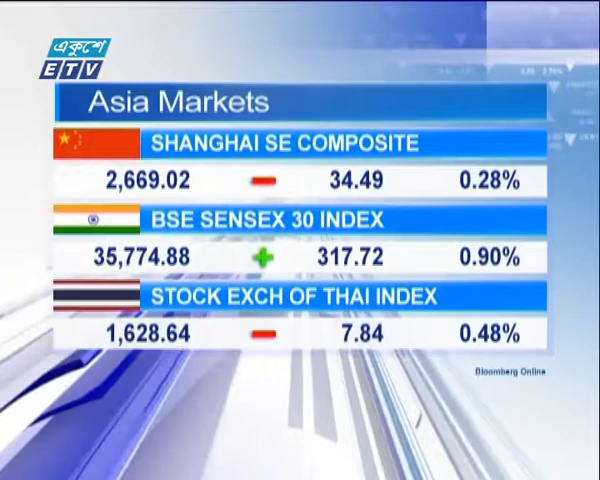 একুশে
ETV
Asia Markets
SHANGHAI SE COMPOSITE
2,669.02 - 34.49 0.28%
BSE SENSEX 30 INDEX
35,774.88 + 317.72 0.90%
STOCK EXCH OF THAI INDEX
1,628.64 - 7.84 0.48%
Bloomberg Online